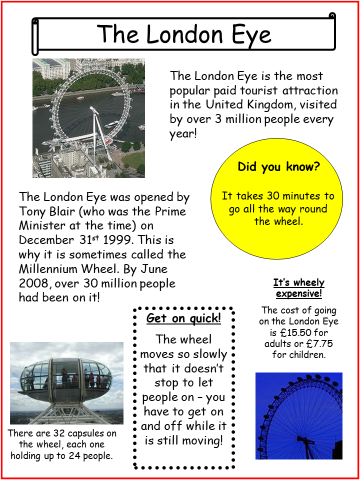 The London Eye
The London Eye is the most
popular paid tourist attraction
in the United Kingdom, visited
by over 3 million people every
year!
Did you know?
It takes 30 minutes to
go all the way round
the wheel.
The London Eye was opened by
Tony Blair (who was the Prime
Minister at the time) on
December 31st 1999. This is
why it is sometimes called the
Millennium Wheel. By June
2008, over 30 million people
had been on it!
It's wheely
expensive!
The cost of going
on the London Eye
is £15.50 for
adults or £7.75
for children.
Get on quick!
The wheel
moves so slowly
that it doesn't
stop to let
people on – you
have to get on
and off while it
is still moving!
There are 32 capsules on
the wheel, each one
holding up to 24 people.